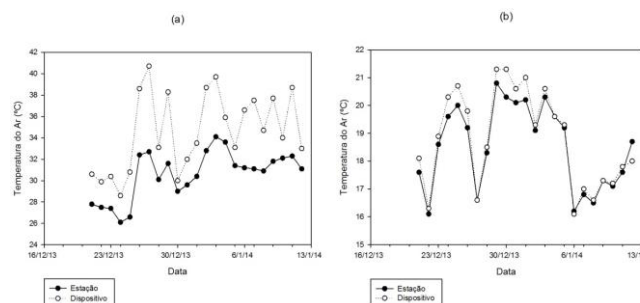 (a)
(b)
Temperatura do Ar (ºC)
42
40
38
36
34
32
30
28
26
24
16/12/13
23/12/13
30/12/13
6/1/14
13/1/14
Data
Estação
Dispositivo
Temperatura do Ar (ºC)
22
21
20
19
18
17
16
15
16/12/13
23/12/13
30/12/13
6/1/14
13/1/
Data
Estação
Dispositivo